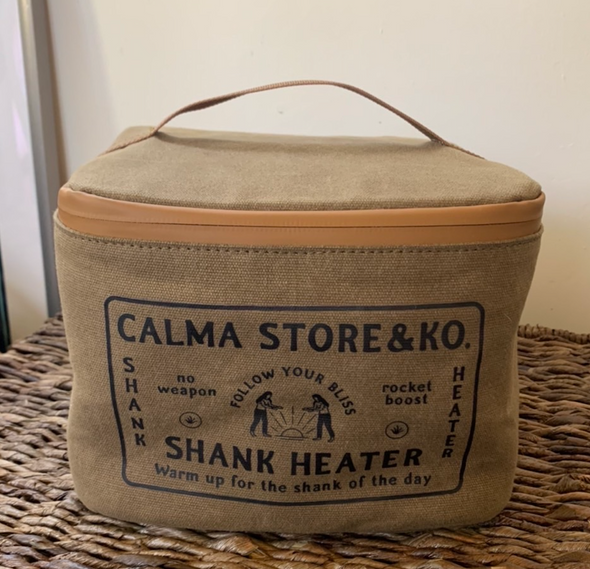 CALMA STORE&KO.
SHANK
no
weapon
FOLLOW YOUR BLISS
rocket
boost
HEATER
SHANK HEATER
Warm up for the shank of the day